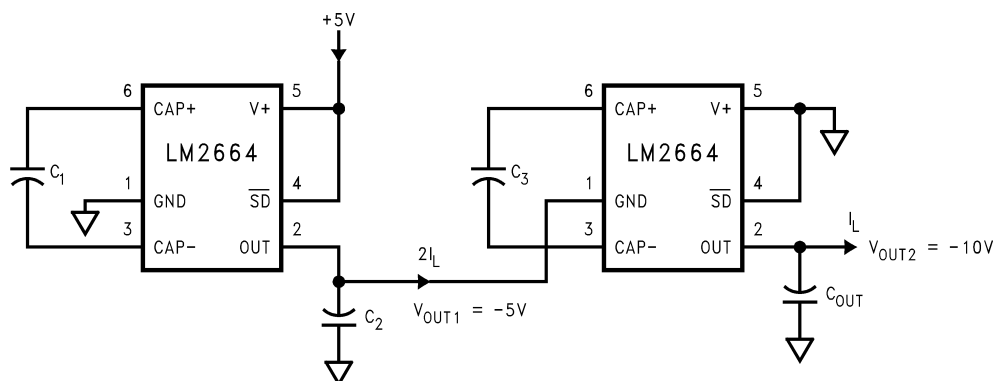 +5V
6 CAP+ V+ 5
LM2664
C1
1 GND SD 4
3 CAP- OUT 2
2IL
VOUT1 = -5V
C2
6 CAP+ V+ 5
LM2664
C3
1 GND SD 4
3 CAP- OUT 2
IL
VOUT2 = -10V
COUT